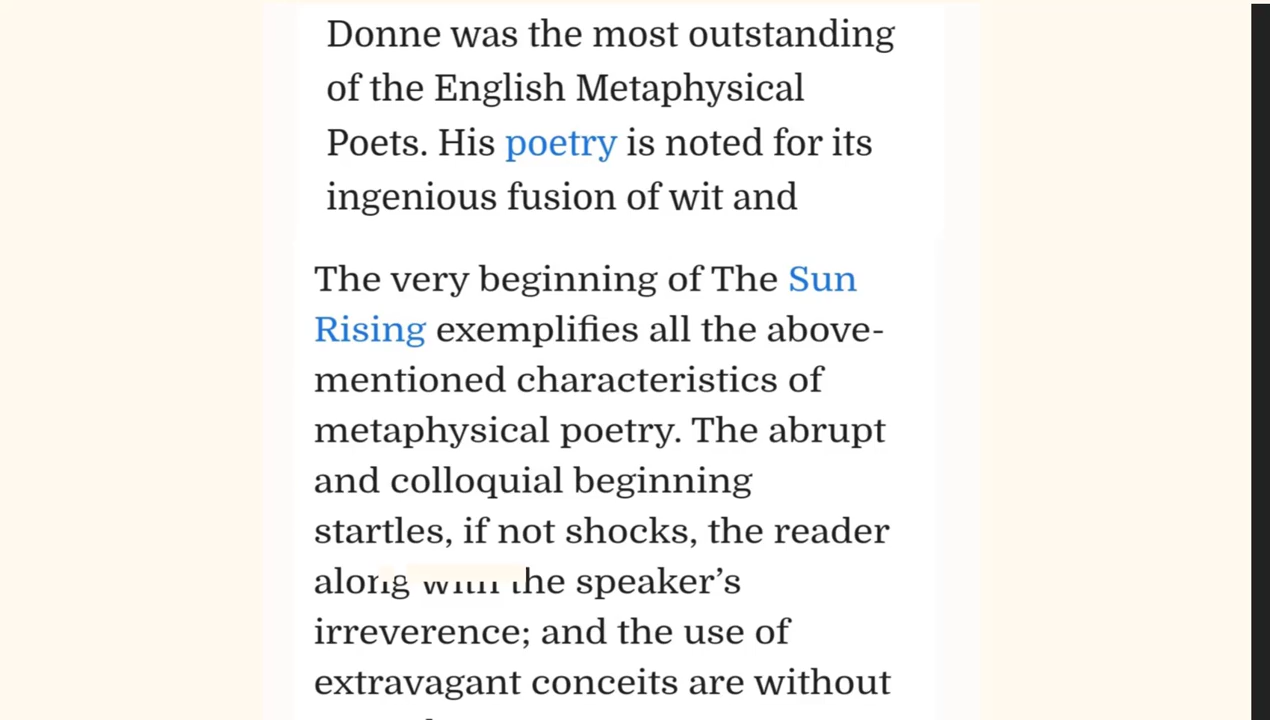 Donne was the most outstanding
of the English Metaphysical
Poets. His poetry is noted for its
ingenious fusion of wit and
The very beginning of The Sun
Rising exemplifies all the above-
mentioned characteristics of
metaphysical poetry. The abrupt
and colloquial beginning
startles, if not shocks, the reader
along with the speaker’s
irreverence; and the use of
extravagant conceits are without